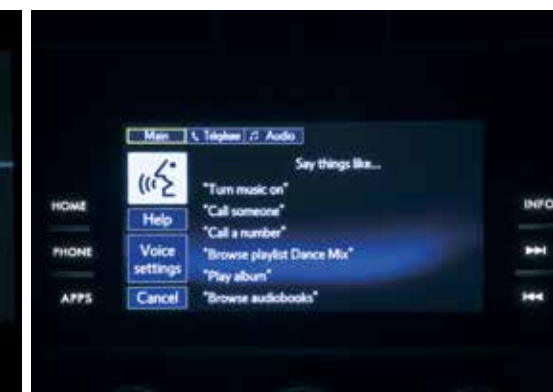 Main Telephone Audio
Say things like...
"Turn music on"
HOME
INFO
Help
"Call someone"
"Call a number"
PHONE
Voice settings
"Browse playlist Dance Mix"
"Play album"
APPS
Cancel
"Browse audiobooks"